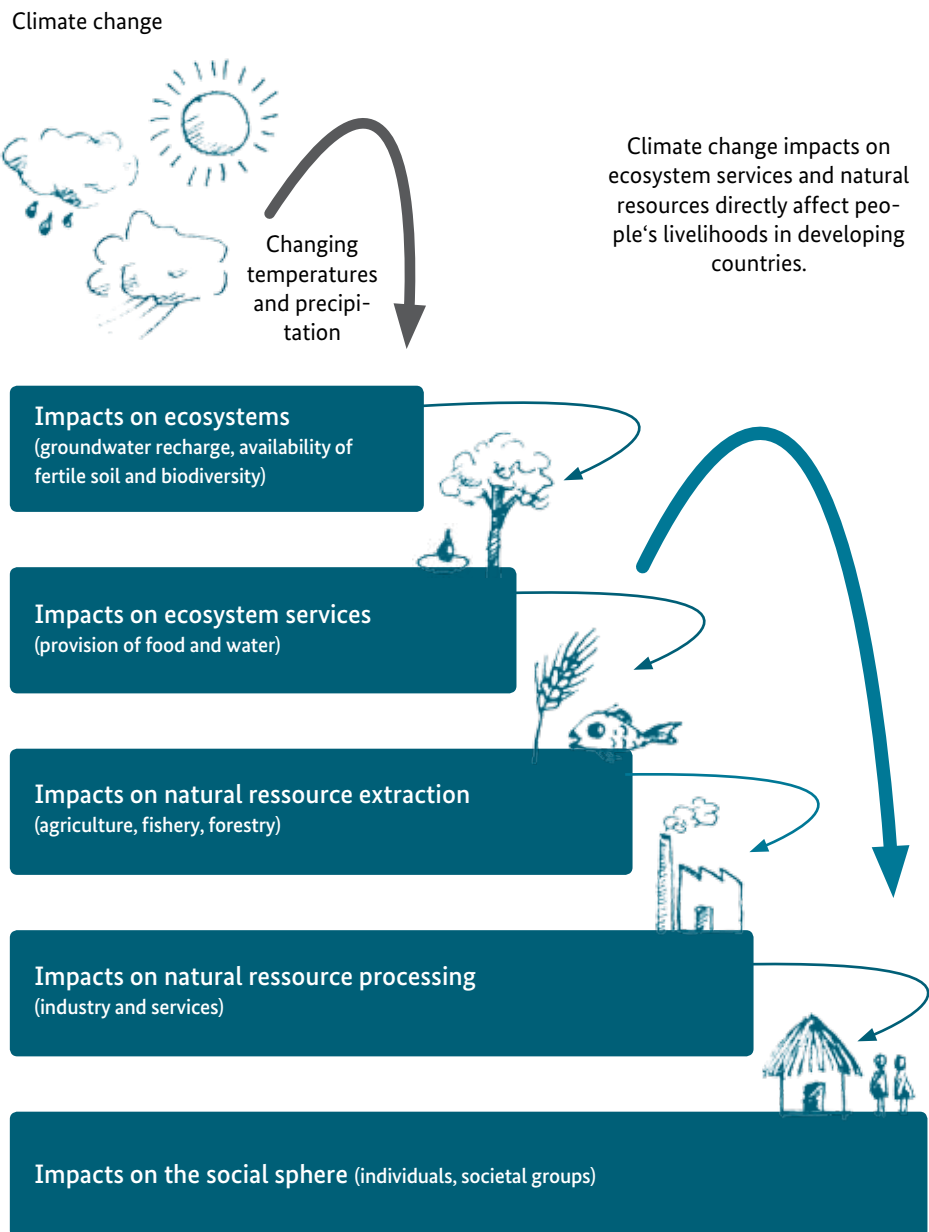 Climate change
Climate change impacts on
ecosystem services and natural
resources directly affect peo-
ple‘s livelihoods in developing
countries.
Changing
temperatures
and precipi-
tation
Impacts on ecosystems
(groundwater recharge, availability of
fertile soil and biodiversity)
Impacts on ecosystem services
(provision of food and water)
Impacts on natural ressource extraction
(agriculture, fishery, forestry)
Impacts on natural ressource processing
(industry and services)
Impacts on the social sphere (individuals, societal groups)